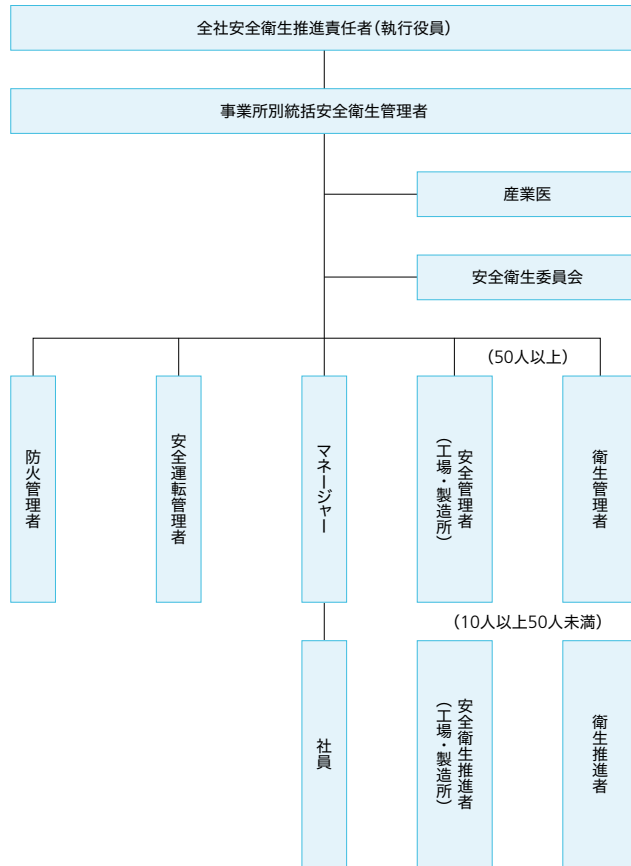 全社安全衛生推進責任者(執行役員)
事業所別統括安全衛生管理者
産業医
安全衛生委員会
(50人以上)
防火管理者
安全運転管理者
マネージャー
安全管理者
(工場・製造所)
衛生管理者
(10人以上50人未満)
社員
安全衛生推進者
(工場・製造所)
衛生推進者